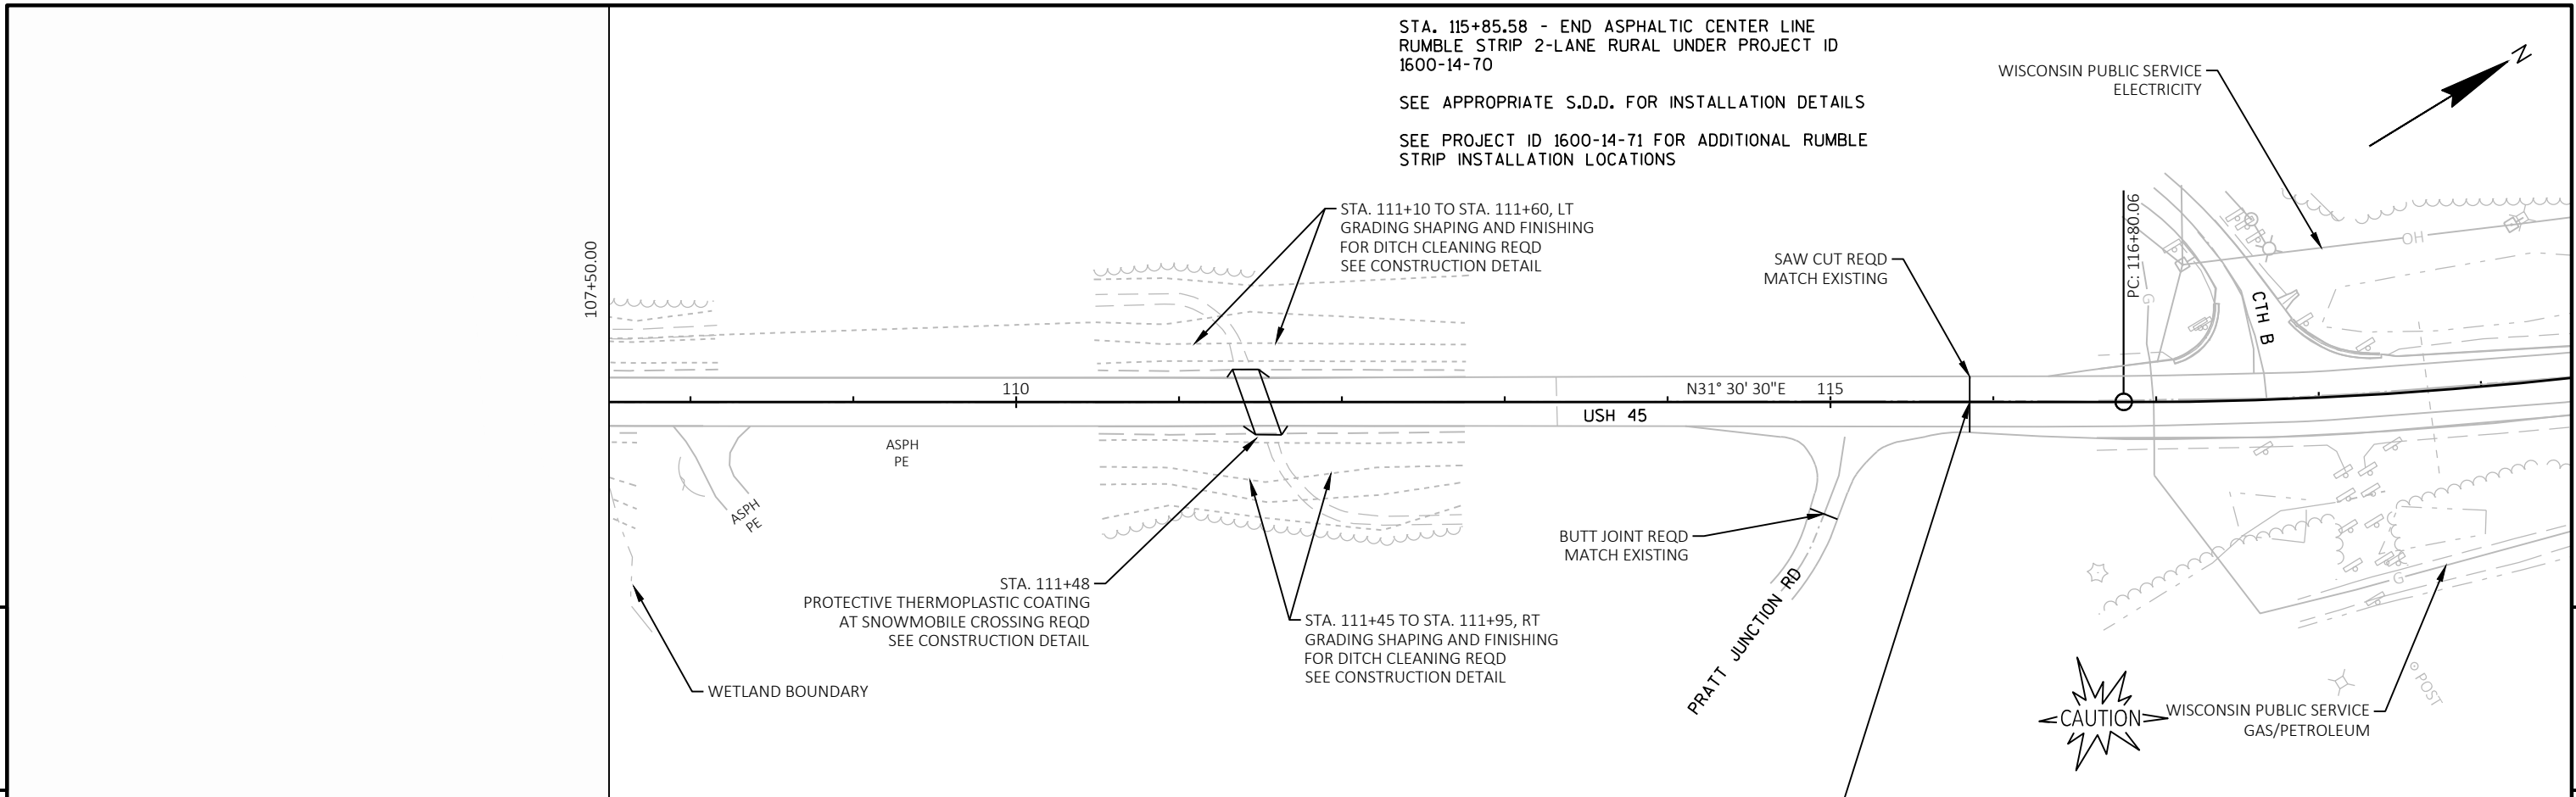 STA. 115+85.58 - END ASPHALTIC CENTER LINE
RUMBLE STRIP 2-LANE RURAL UNDER PROJECT ID
1600-14-70
SEE APPROPRIATE S.D.D. FOR INSTALLATION DETAILS
SEE PROJECT ID 1600-14-71 FOR ADDITIONAL RUMBLE
STRIP INSTALLATION LOCATIONS
WISCONSIN PUBLIC SERVICE
ELECTRICITY
N
STA. 111+10 TO STA. 111+60, LT
GRADING SHAPING AND FINISHING
FOR DITCH CLEANING REQD
SEE CONSTRUCTION DETAIL
SAW CUT REQD
MATCH EXISTING
107+50.00
PC: 116+80.06
OH
G
CTH B
110
N31° 30' 30"E
115
USH 45
ASPH
PE
ASPH
PE
BUTT JOINT REQD
MATCH EXISTING
STA. 111+48
PROTECTIVE THERMOPLASTIC COATING
AT SNOWMOBILE CROSSING REQD
SEE CONSTRUCTION DETAIL
STA. 111+45 TO STA. 111+95, RT
GRADING SHAPING AND FINISHING
FOR DITCH CLEANING REQD
SEE CONSTRUCTION DETAIL
PRATT JUNCTION RD
G
WETLAND BOUNDARY
POST
CAUTION
WISCONSIN PUBLIC SERVICE
GAS/PETROLEUM